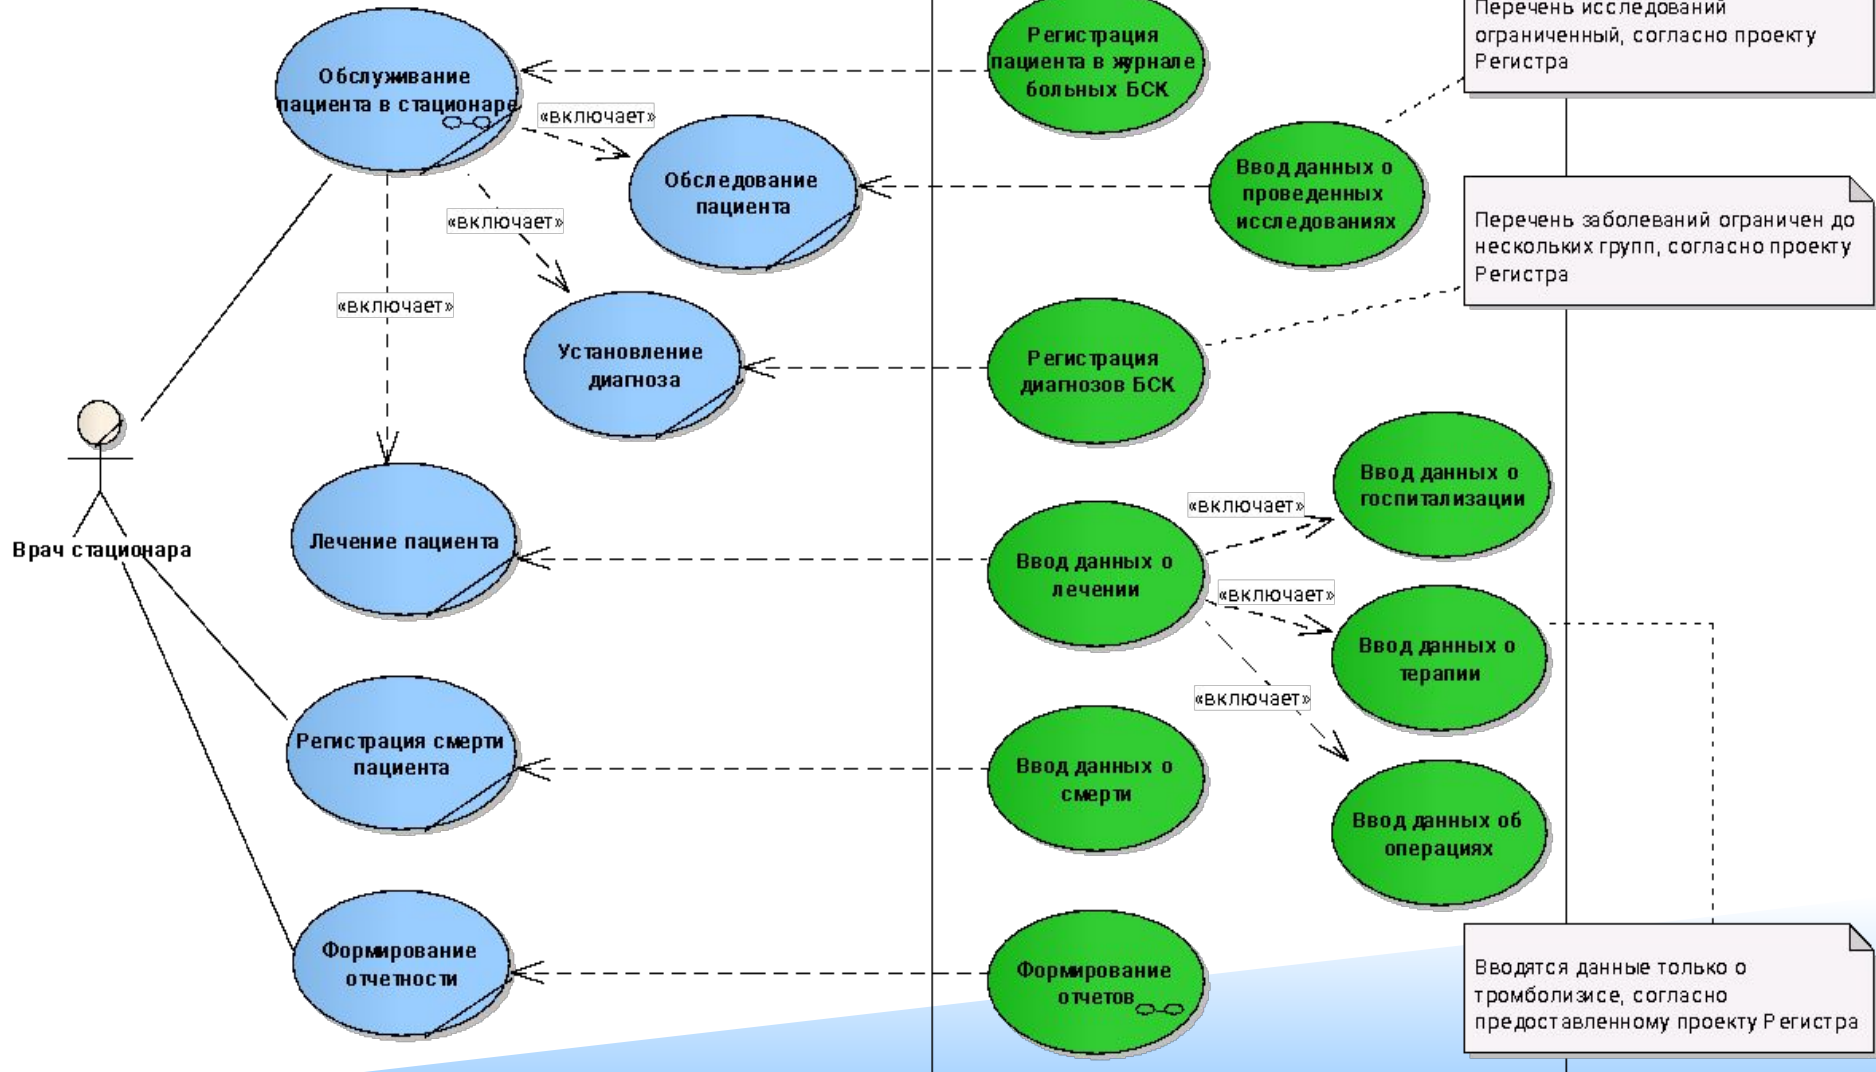 Обслуживание
пациента в стационаре
«включает»
«включает»
«включает»
Обследование
пациента
Установление
диагноза
Лечение пациента
Врач стационара
Регистрация смерти
пациента
Формирование
отчетности
Регистрация
пациента в журнале
больных БСК
Ввод данных о
проведенных
исследованиях
Регистрация
диагнозов БСК
Ввод данных о
лечении
«включает»
«включает»
«включает»
Ввод данных о
госпитализации
Ввод данных о
терапии
Ввод данных об
операциях
Ввод данных о
смерти
Формирование
отчетов
Перечень исследований
ограниченный, согласно проекту
Регистра
Перечень заболеваний ограничен до
нескольких групп, согласно проекту
Регистра
Вводятся данные только о
тромболизисе, согласно
предоставленному проекту Регистра